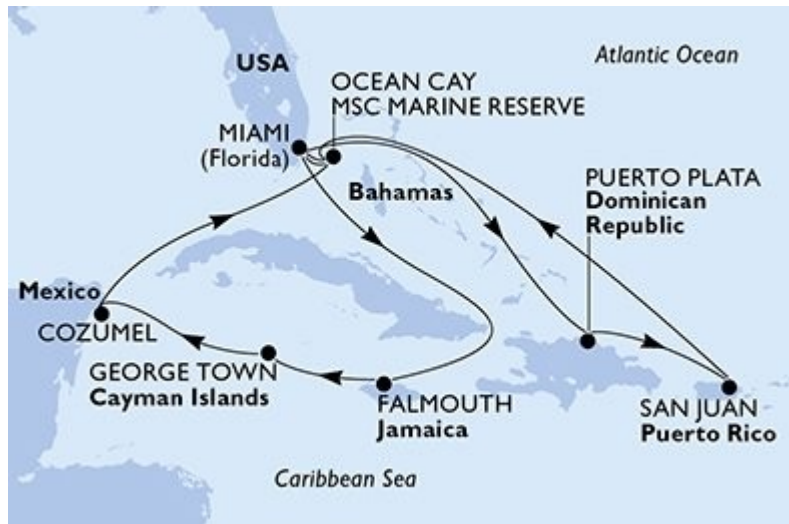 Atlantic Ocean
USA
OCEAN CAY
MSC MARINE RESERVE
MIAMI
(Florida)
Bahamas
PUERTO PLATA
Dominican
Republic
Mexico
COZUMEL
GEORGE TOWN
Cayman Islands
FALMOUTH
Jamaica
SAN JUAN
Puerto Rico
Caribbean Sea